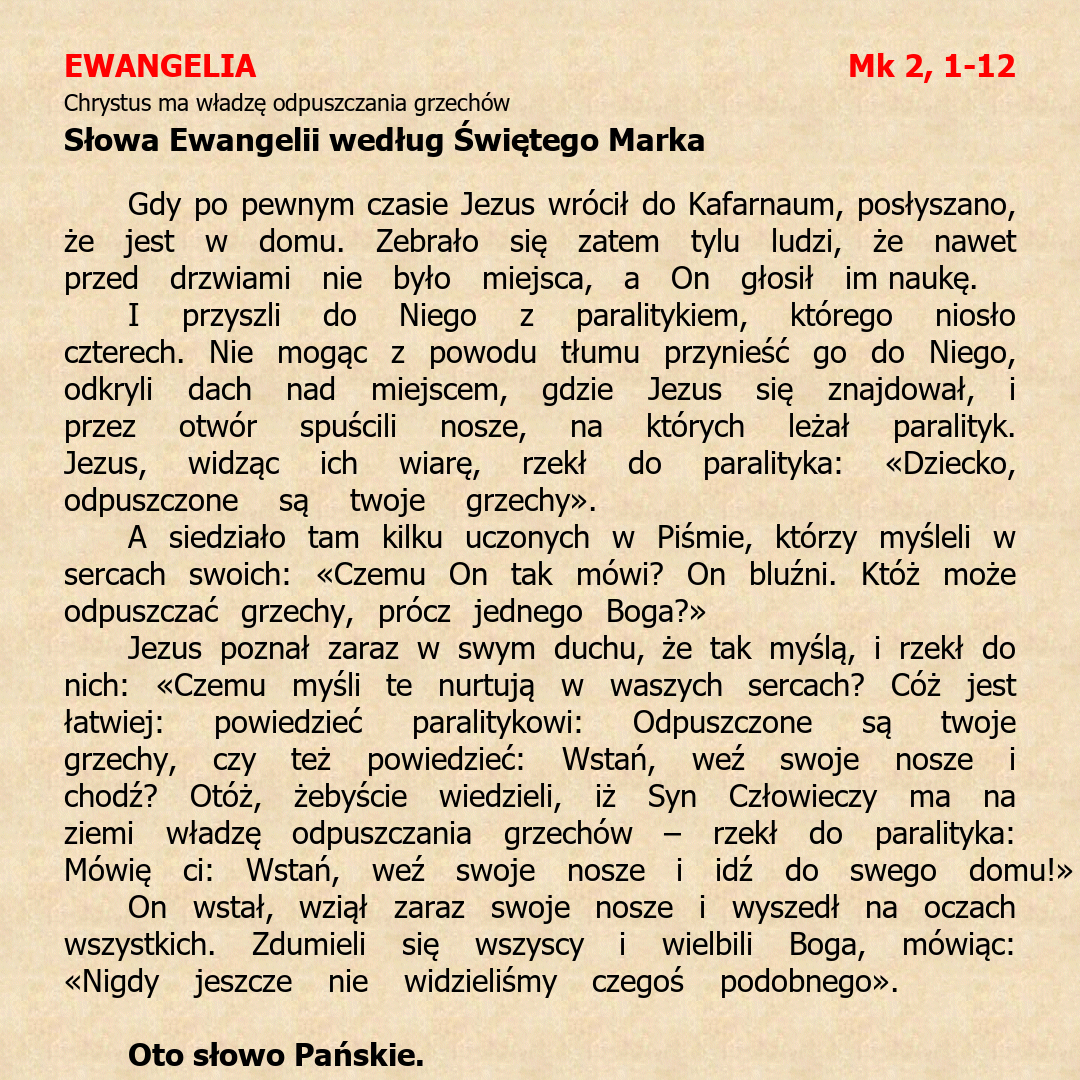 EWANGELIA Mk 2, 1-12
Chrystus ma władzę odpuszczania grzechów
Słowa Ewangelii według Świętego Marka
Gdy po pewnym czasie Jezus wrócił do Kafarnaum, posłyszano,
że jest w domu. Zebrało się zatem tylu ludzi, że nawet
przed drzwiami nie było miejsca, a On głosił im naukę.
I przyszli do Niego z paralitykiem, którego niosło
czterech. Nie mogąc z powodu tłumu przynieść go do Niego,
odkryli dach nad miejscem, gdzie Jezus się znajdował, i
przez otwór spuścili nosze, na których leżał paralityk.
Jezus, widząc ich wiarę, rzekł do paralityka: «Dziecko,
odpuszczone są twoje grzechy».
A siedziało tam kilku uczonych w Piśmie, którzy myśleli w
sercach swoich: «Czemu On tak mówi? On bluźni. Któż może
odpuszczać grzechy, prócz jednego Boga?»
Jezus poznał zaraz w swym duchu, że tak myślą, i rzekł do
nich: «Czemu myśli te nurtują w waszych sercach? Cóż jest
łatwiej: powiedzieć paralitykowi: Odpuszczone są twoje
grzechy, czy też powiedzieć: Wstań, weź swoje nosze i
chodź? Otóż, żebyście wiedzieli, iż Syn Człowieczy ma na
ziemi władzę odpuszczania grzechów – rzekł do paralityka:
Mówię ci: Wstań, weź swoje nosze i idź do swego domu!»
On wstał, wziął zaraz swoje nosze i wyszedł na oczach
wszystkich. Zdumieli się wszyscy i wielbili Boga, mówiąc:
«Nigdy jeszcze nie widzieliśmy czegoś podobnego».
Oto słowo Pańskie.